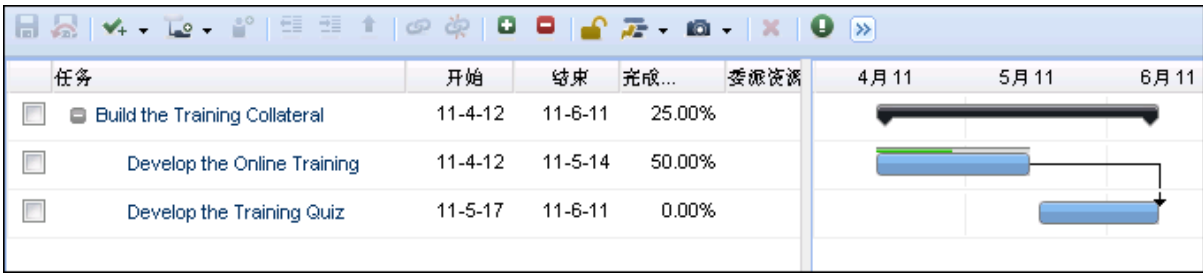 任务 开始 结束 完成... 委派资源 4月 11 5月 11 6月 11
Build the Training Collateral 11-4-12 11-6-11 25.00%
Develop the Online Training 11-4-12 11-5-14 50.00%
Develop the Training Quiz 11-5-17 11-6-11 0.00%